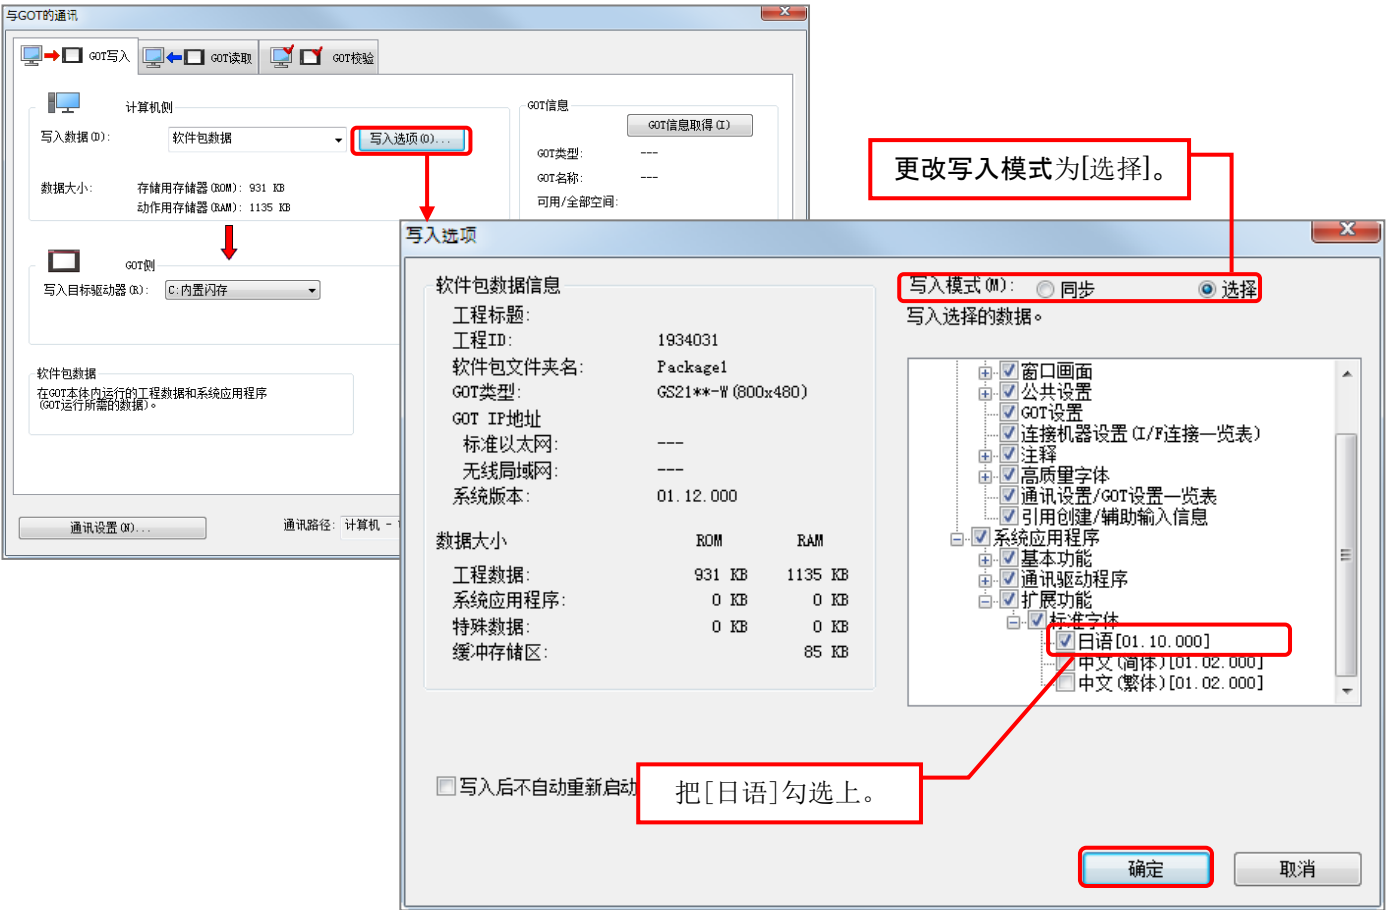 与GOT的通讯
GOT写入
GOT读取
GOT校验
计算机侧
写入数据(D):
软件包数据
写入选项(O)...
数据大小:
存储用存储器(ROM): 931 KB
动作用存储器(RAM): 1135 KB
GOT信息
GOT信息取得(I)
GOT类型: ---
GOT名称: ---
可用/全部空间:
GOT侧
写入目标驱动器(R):
C:内置闪存
软件包数据
在GOT本体内运行的工程数据和系统应用程序
(GOT运行所需的数据)。
通讯设置(N)...
通讯路径: 计算机 -
更改写入模式为[选择]。
写入选项
软件包数据信息
工程标题:
工程ID: 1934031
软件包文件夹名: Package1
GOT类型: GS21**-W(800x480)
GOT IP地址
标准以太网: ---
无线局域网: ---
系统版本: 01.12.000
数据大小 ROM RAM
工程数据: 931 KB 1135 KB
系统应用程序: 0 KB 0 KB
特殊数据: 0 KB 0 KB
缓冲存储区: 85 KB
写入后不自动重新启动
写入模式(M): 同步 选择
写入选择的数据。
窗口画面
公共设置
GOT设置
连接机器设置(I/F连接一览表)
注释
高质量字体
通讯设置/GOT设置一览表
引用创建/辅助输入信息
系统应用程序
基本功能
通讯驱动程序
扩展功能
标准字体
日语[01.10.000]
中文(简体)[01.02.000]
中文(繁体)[01.02.000]
把[日语]勾选上。
确定
取消